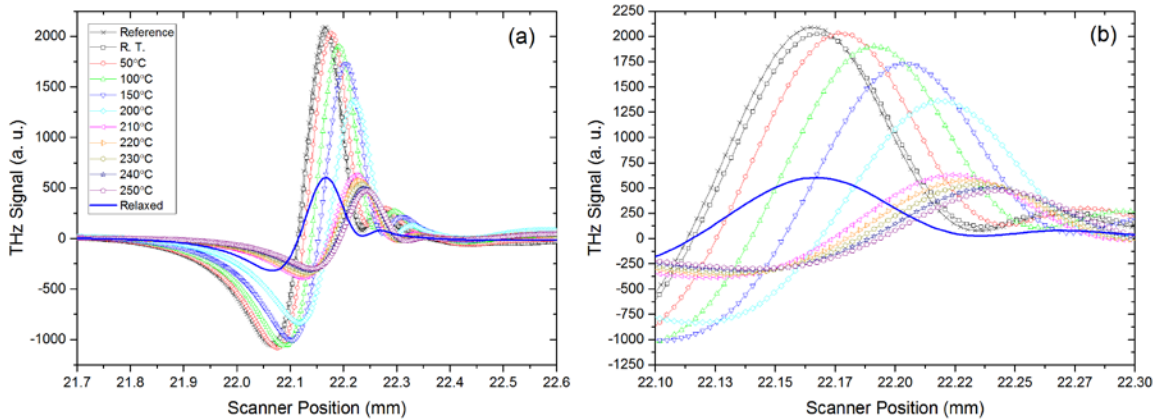 (a)
THz Signal (a. u.)
2000
1500
1000
500
0
-500
-1000
Reference
R. T.
50°C
100°C
150°C
200°C
210°C
220°C
230°C
240°C
250°C
Relaxed
21.7 21.8 21.9 22.0 22.1 22.2 22.3 22.4 22.5 22.6
Scanner Position (mm)
(b)
THz Signal (a. u.)
2250
2000
1750
1500
1250
1000
750
500
250
0
-250
-500
-750
-1000
-1250
22.10 22.13 22.15 22.17 22.20 22.23 22.25 22.27 22.30
Scanner Position (mm)